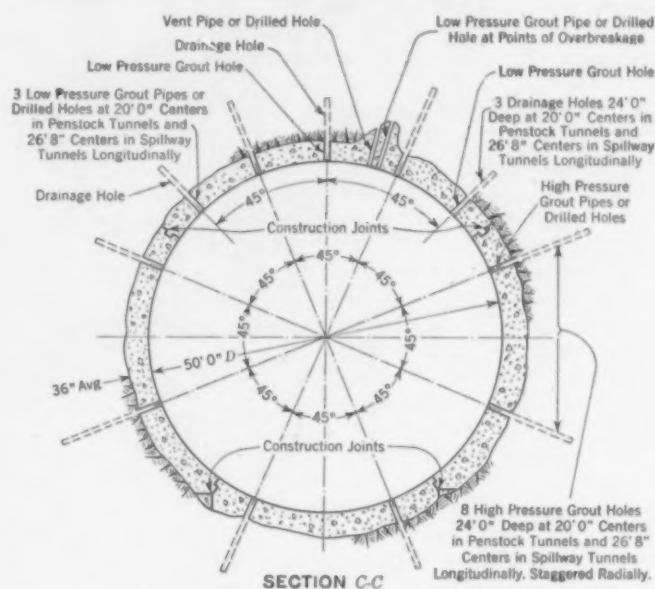 Vent Pipe or Drilled Hole
Drainage Hole
Low Pressure Grout Hole
3 Low Pressure Grout Pipes or
Drilled Holes at 20'0" Centers
in Penstock Tunnels and
26'8" Centers in Spillway
Tunnels Longitudinally
Drainage Hole
Low Pressure Grout Pipe or Drilled
Hole at Points of Overbreakage
Low Pressure Grout Hole
3 Drainage Holes 24'0"
Deep at 20'0" Centers in
Penstock Tunnels and
26'8" Centers in Spillway
Tunnels Longitudinally
High Pressure
Grout Pipes or
Drilled Holes
45°
45°
Construction Joints
45°
45°
45°
45°
45°
45°
45°
45°
50'0" D
36" Avg
Construction Joints
8 High Pressure Grout Holes
24'0" Deep at 20'0" Centers
in Penstock Tunnels and 26'8"
Centers in Spillway Tunnels
Longitudinally. Staggered Radially.
SECTION C-C